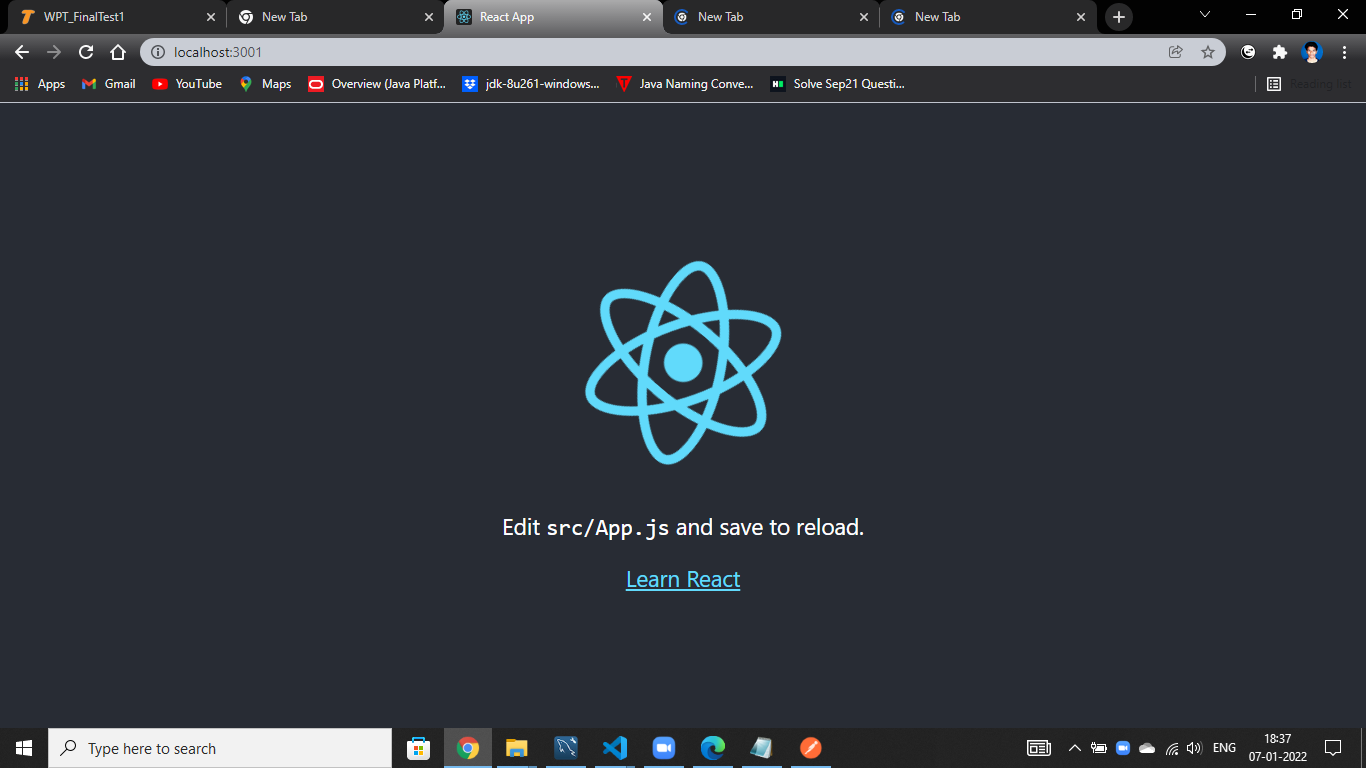 WPT_FinalTest1
New Tab
React App
New Tab
New Tab
localhost:3001
Apps
Gmail
YouTube
Maps
Overview (Java Platf...
jdk-8u261-windows...
Java Naming Conve...
Solve Sep21 Questi...
Reading list
Edit src/App.js and save to reload.
Learn React
Type here to search
ENG
18:37
07-01-2022